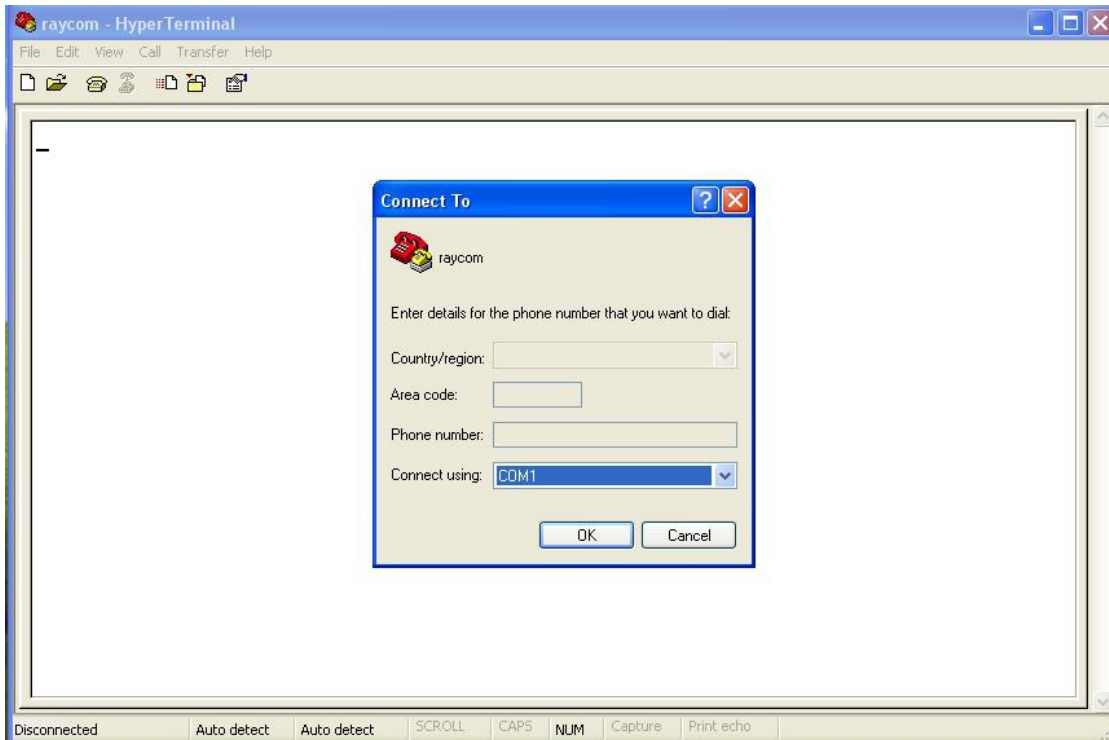 raycom - HyperTerminal
File Edit View Call Transfer Help
Connect To
raycom
Enter details for the phone number that you want to dial:
Country/region:
Area code:
Phone number:
Connect using: COM1
OK Cancel
Disconnected Auto detect Auto detect SCROLL CAPS NUM Capture Print echo